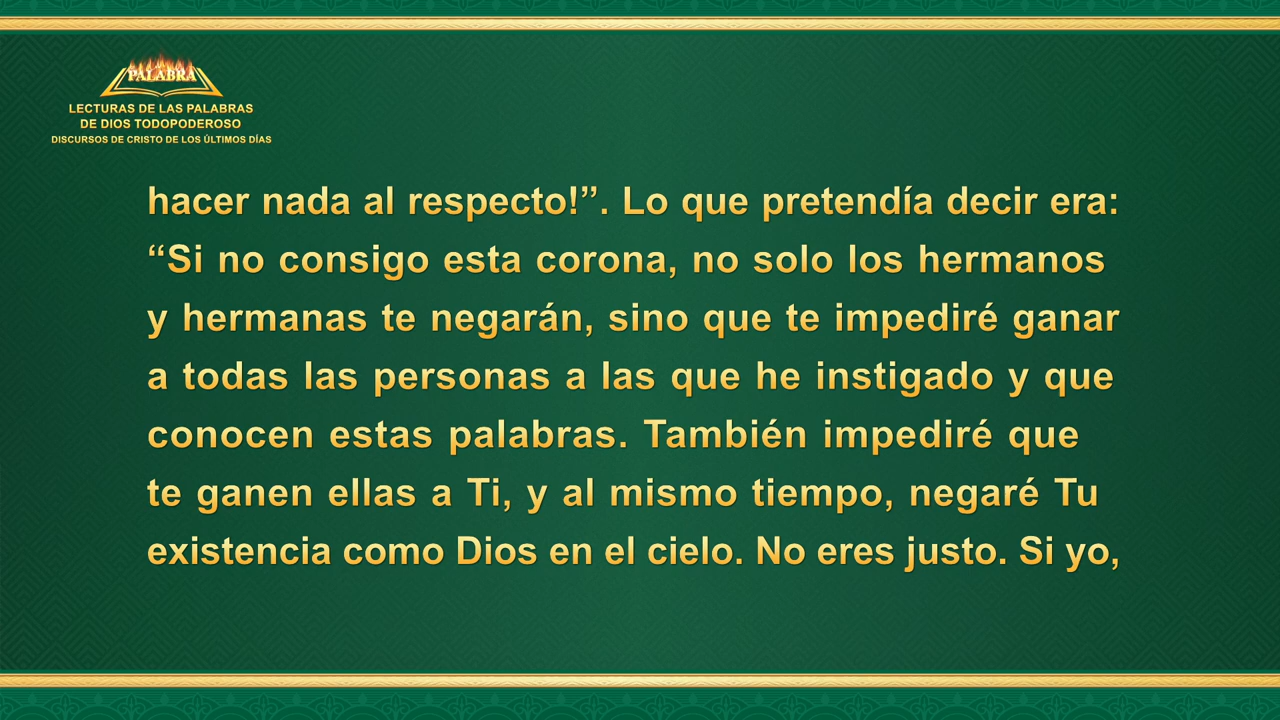 PALABRA
LECTURAS DE LAS PALABRAS
DE DIOS TODOPODEROSO
DISCURSOS DE CRISTO DE LOS ÚLTIMOS DÍAS
hacer nada al respecto!”. Lo que pretendía decir era:
“Si no consigo esta corona, no solo los hermanos
y hermanas te negarán, sino que te impediré ganar
a todas las personas a las que he instigado y que
conocen estas palabras. También impediré que
te ganen ellas a Ti, y al mismo tiempo, negaré Tu
existencia como Dios en el cielo. No eres justo. Si yo,